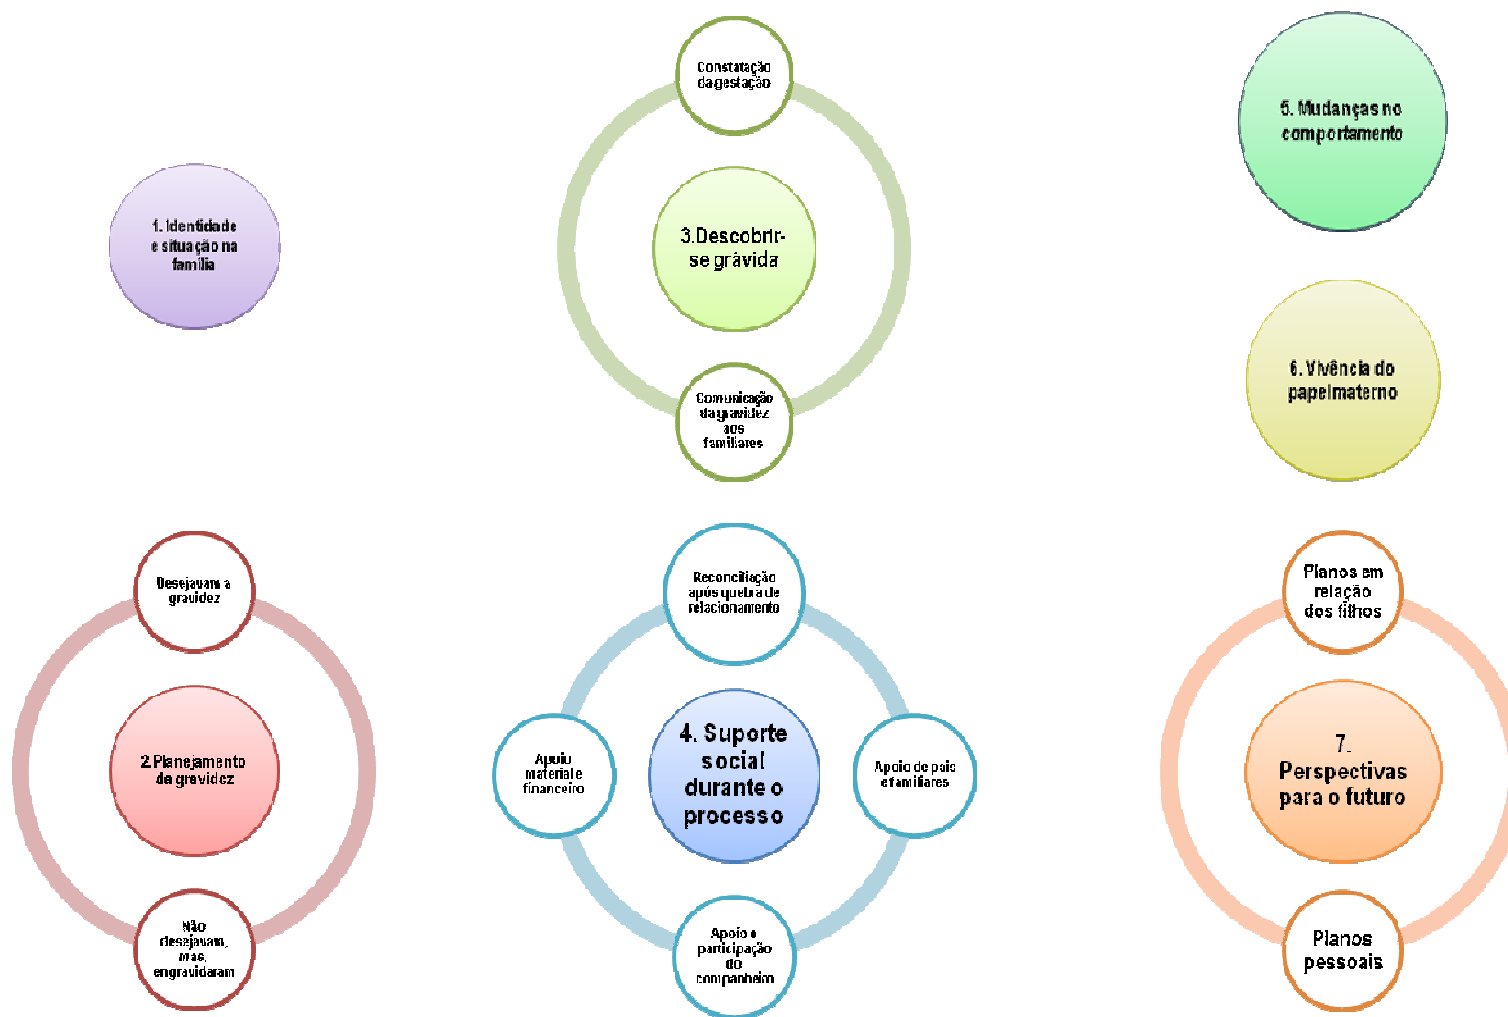 1. Identidade
e situação na
família
Desejavam a
gravidez
2.Planejamento
da gravidez
Não
desejavam,
mas,
engravidaram
Constatação
da gestação
3.Descobrir-
se grávida
Comunicação
da gravidez
aos
familiares
Reconciliação
após quebra de
relacionamento
Apoio
material e
financeiro
4. Suporte
social
durante o
processo
Apoio de pais
e familiares
Apoio e
participação
do
companheiro
5. Mudanças no
comportamento
6. Vivência do
papelmaterno
Planos em
relação
dos filhos
7.
Perspectivas
para o futuro
Planos
pessoais